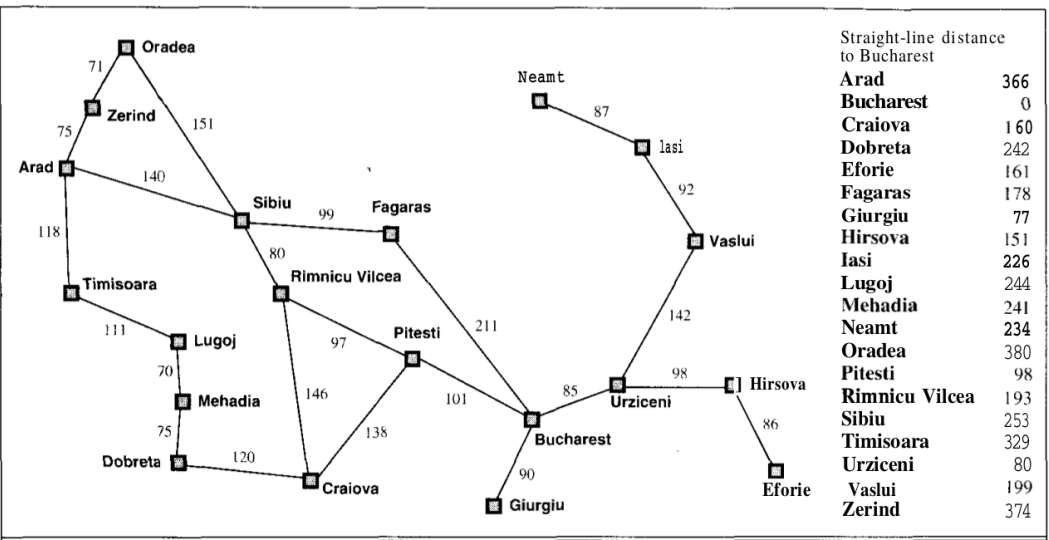 Oradea
71
Zerind
75
151
Arad
140
118
Sibiu
99
Fagaras
80
Rimnicu Vilcea
Timisoara
111
Lugoj
70
Mehadia
75
Dobreta
120
146
97
Pitesti
211
138
101
Craiova
Neamt
87
Iasi
92
Vaslui
142
85
Urziceni
98
Hirsova
86
Eforie
Bucharest
90
Giurgiu
Straight-line distance
to Bucharest
Arad 366
Bucharest 0
Craiova 160
Dobreta 242
Eforie 161
Fagaras 178
Giurgiu 77
Hirsova 151
Iasi 226
Lugoj 244
Mehadia 241
Neamt 234
Oradea 380
Pitesti 98
Rimnicu Vilcea 193
Sibiu 253
Timisoara 329
Urziceni 80
Vaslui 199
Zerind 374